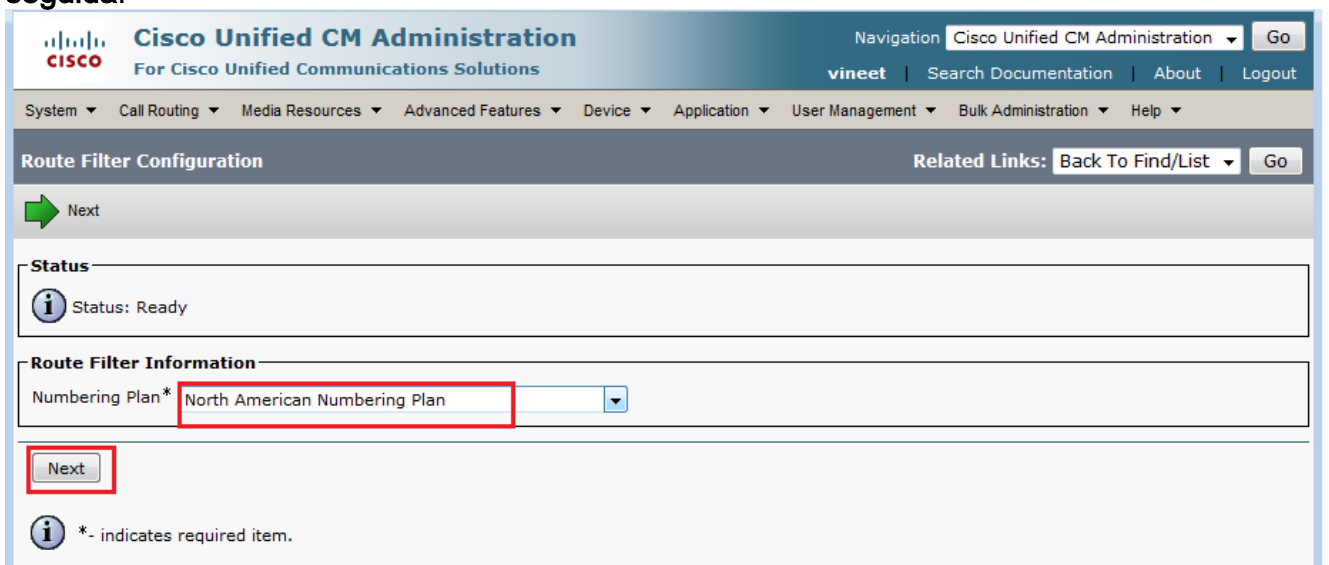 seguida.
CISCO
Cisco Unified CM Administration
For Cisco Unified Communications Solutions
Navigation Cisco Unified CM Administration Go
vineet | Search Documentation | About | Logout
System Call Routing Media Resources Advanced Features Device Application User Management Bulk Administration Help
Route Filter Configuration
Related Links: Back To Find/List Go
Next
Status
Status: Ready
Route Filter Information
Numbering Plan* North American Numbering Plan
Next
*- indicates required item.